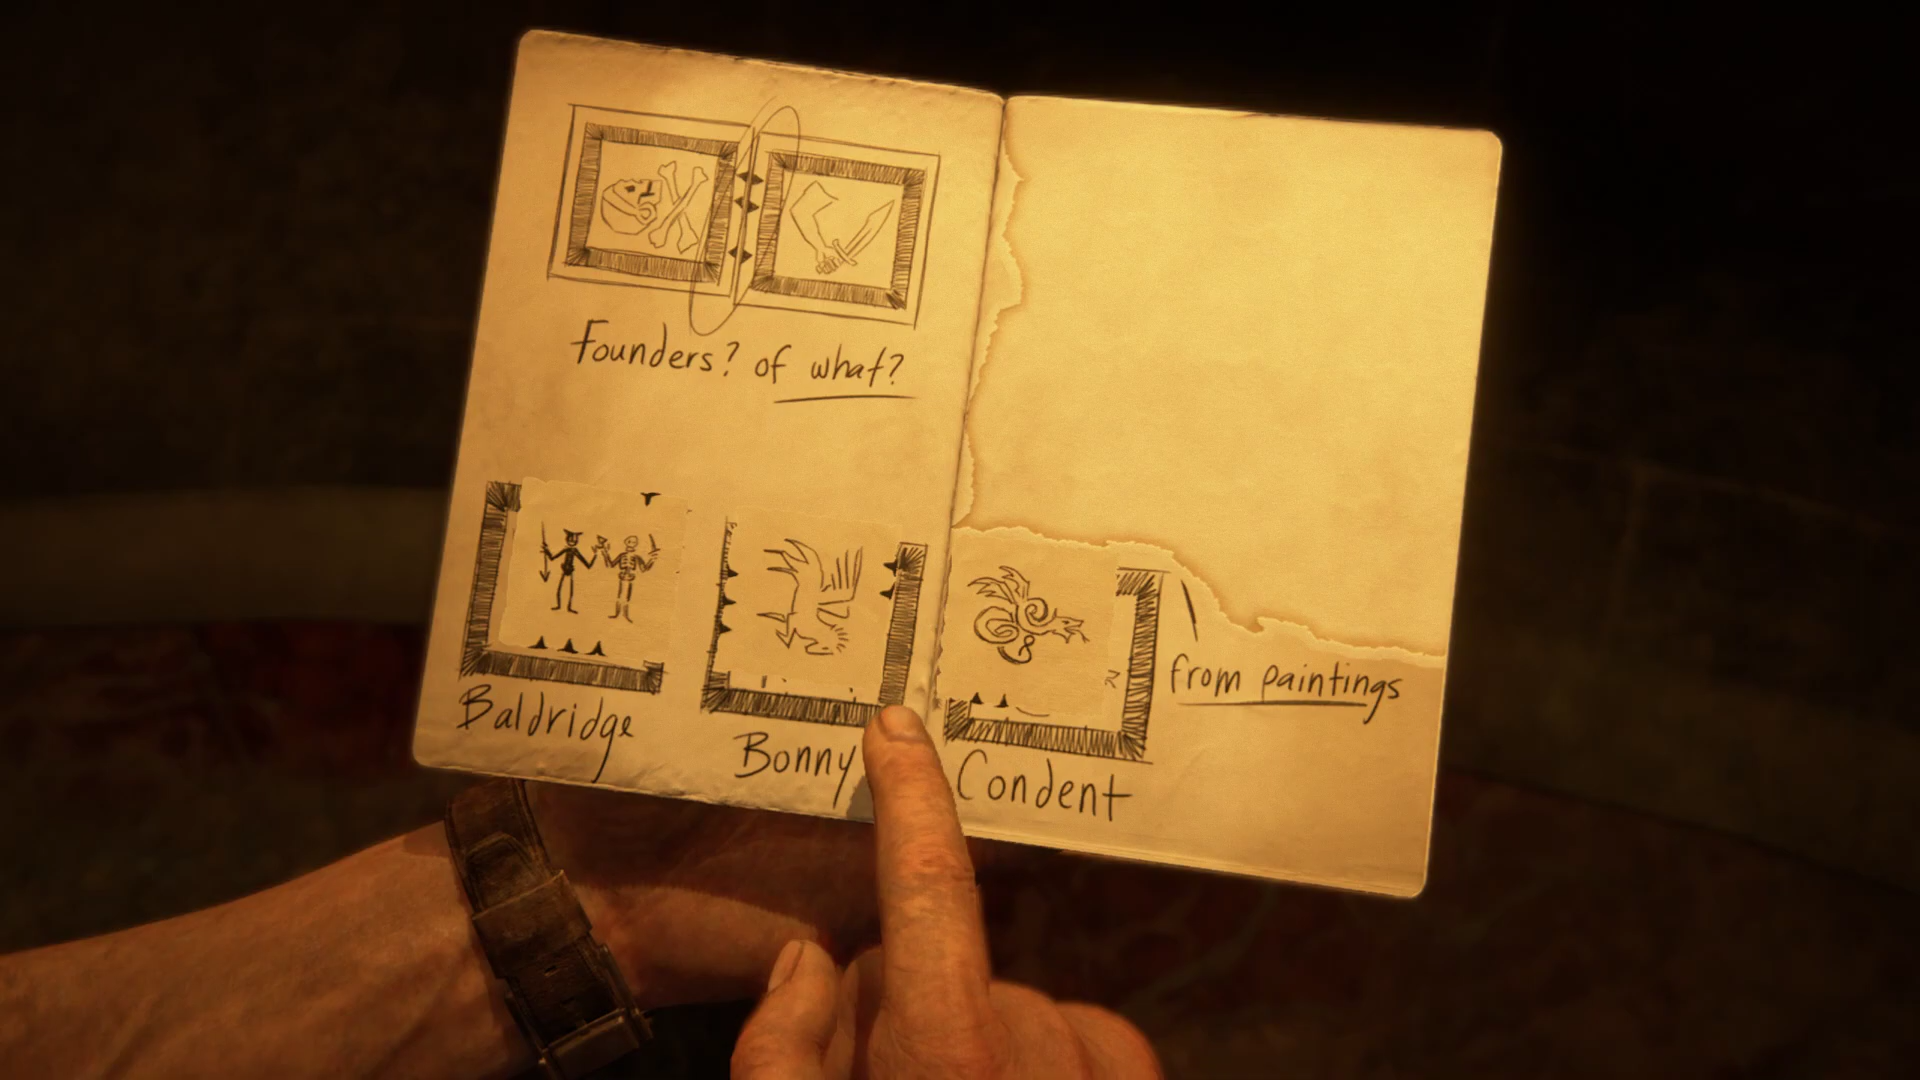 Founders? of what?
Baldridge
Bonny
Condent
from paintings